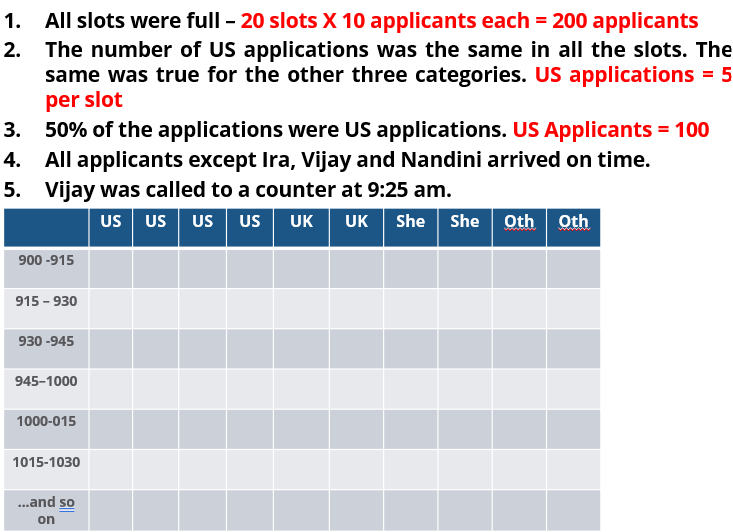 1. All slots were full – 20 slots X 10 applicants each = 200 applicants
2. The number of US applications was the same in all the slots. The
same was true for the other three categories. US applications = 5
per slot
3. 50% of the applications were US applications. US Applicants = 100
4. All applicants except Ira, Vijay and Nandini arrived on time.
5. Vijay was called to a counter at 9:25 am.
US US US US UK UK She She Oth Oth
900 -915
915 – 930
930 -945
945–1000
1000-015
1015-1030
...and so
on